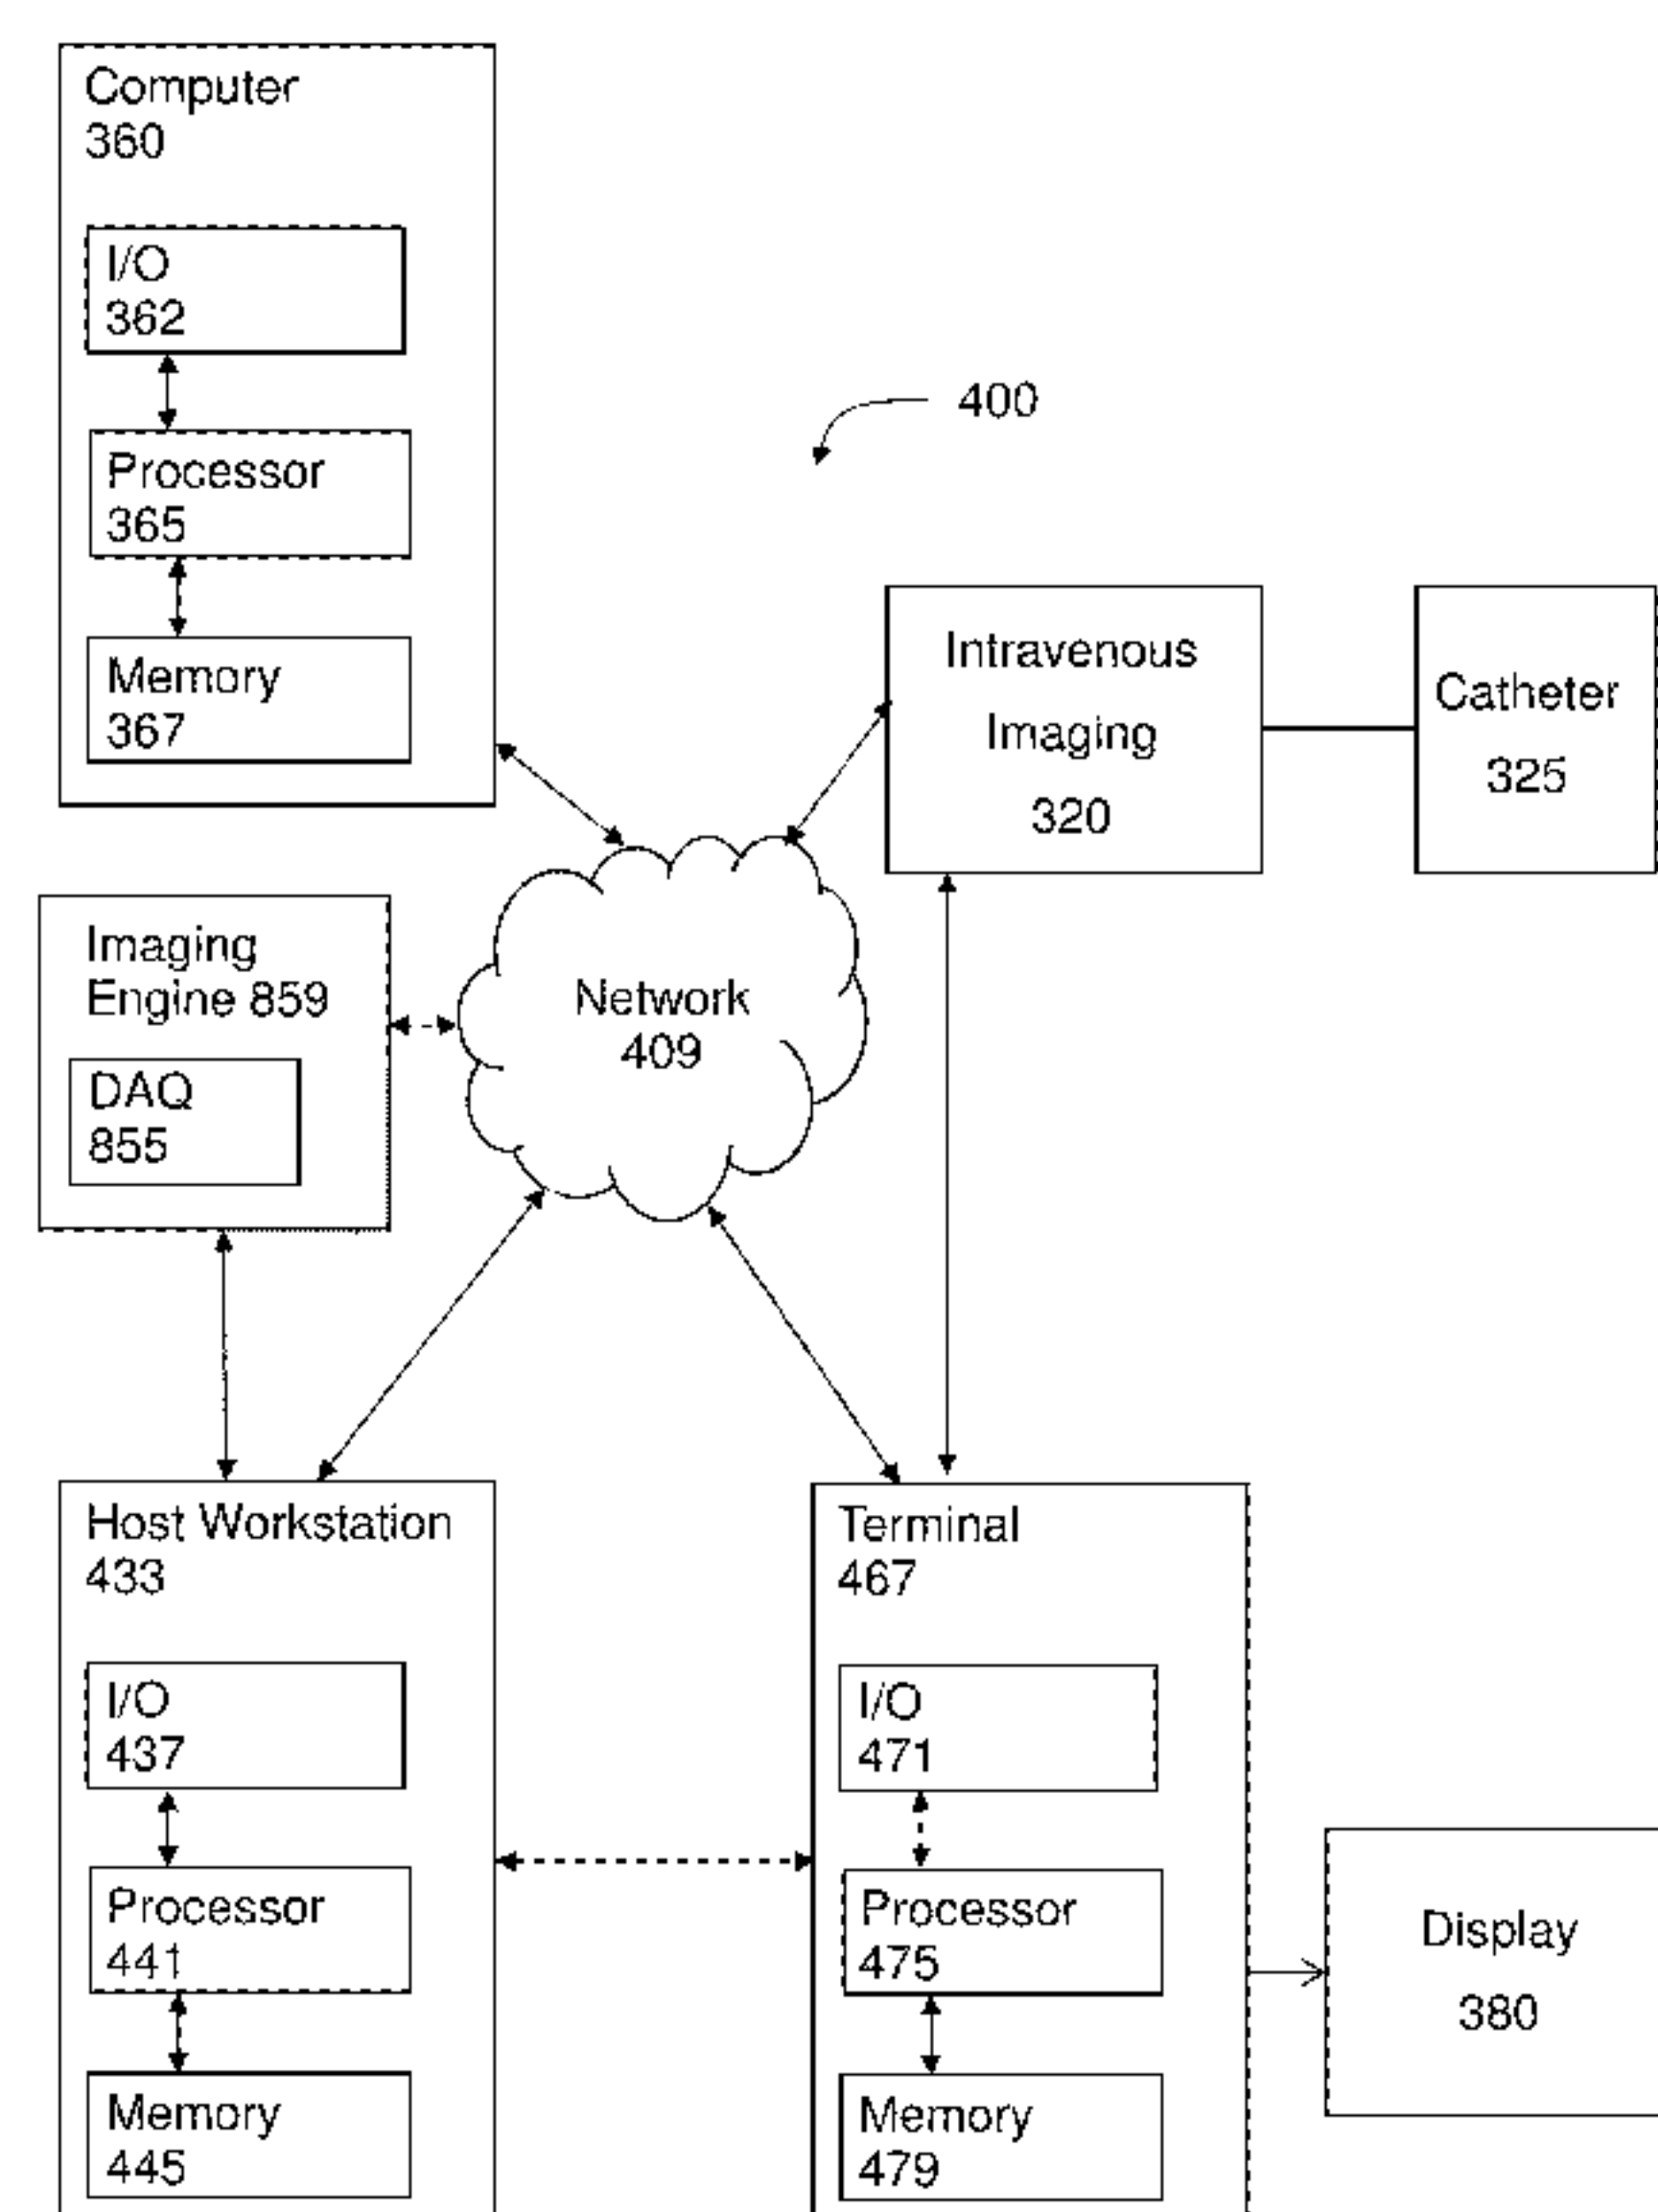 Computer
360
I/O
362
Processor
365
Memory
367
400
Intravenous
Imaging
320
Catheter
325
Imaging
Engine 859
DAQ
855
Network
409
Host Workstation
433
I/O
437
Processor
441
Memory
445
Terminal
467
I/O
471
Processor
475
Memory
479
Display
380